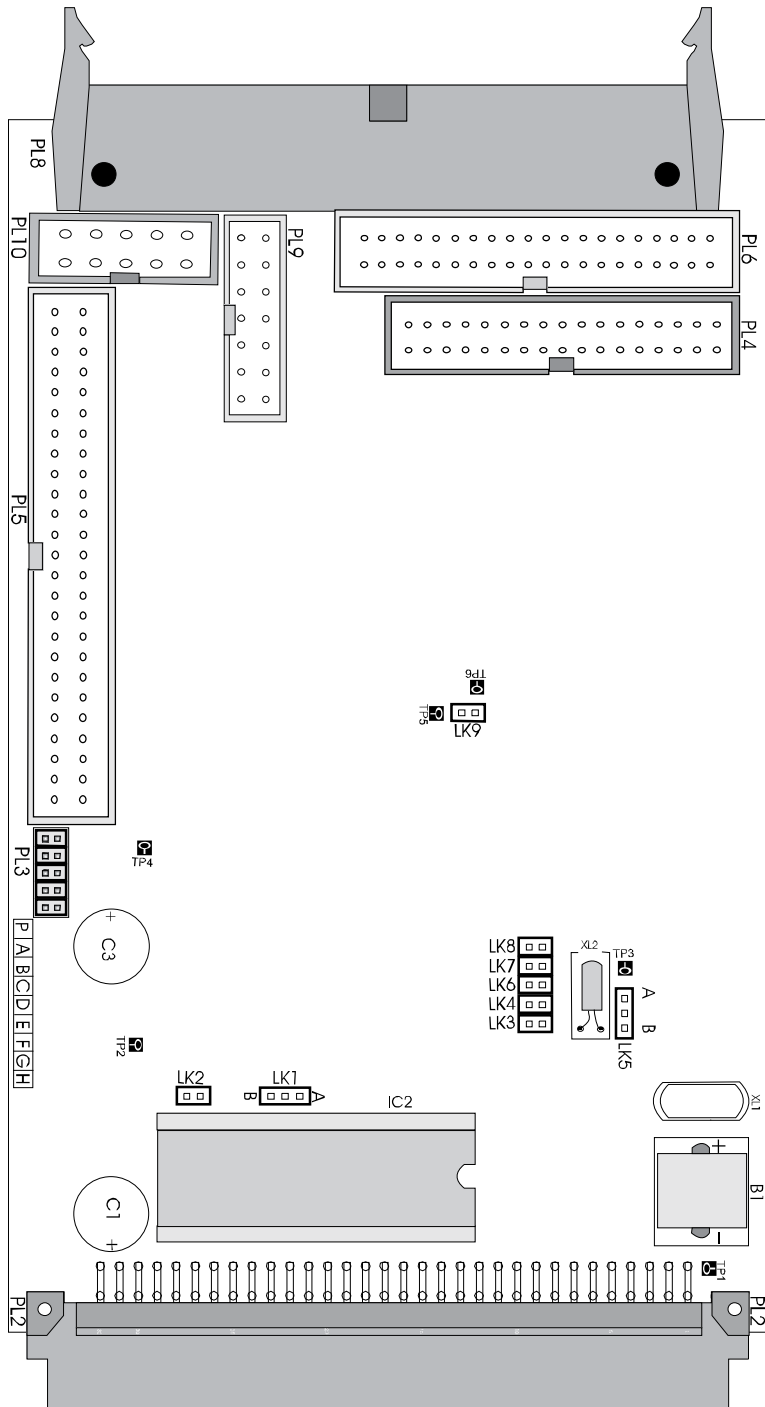 PL8
PL10
PL9
PL6
PL4
PL5
TP6
TP5
LK9
PL3
TP4
P A B C D E F G H
+
C3
LK8
LK7
LK6
LK4
LK3
XL2
TP3
A
B
LK5
TP2
LK2
LK1
B
A
IC2
XL1
+
B1
-
C1
+
TP1
PL2
PL2